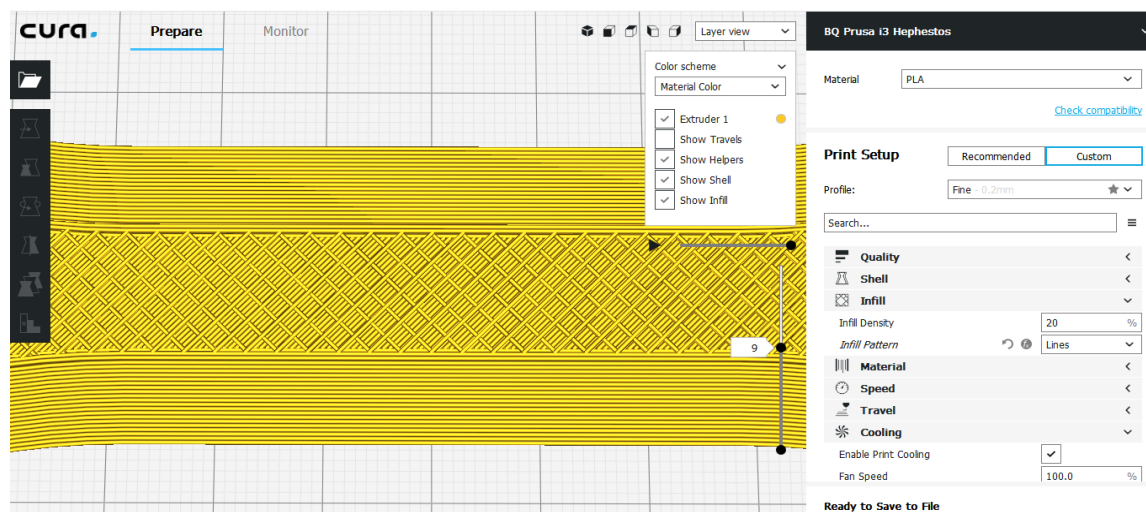 cura.
Prepare
Monitor
Layer view
BQ Prusa i3 Hephestos
Color scheme
Material Color
Extruder 1
Show Travels
Show Helpers
Show Shell
Show Infill
9
Material
PLA
Check compatibility
Print Setup
Recommended
Custom
Profile:
Fine - 0.2mm
Search...
Quality
Shell
Infill
Infill Density
20 %
Infill Pattern
Lines
Material
Speed
Travel
Cooling
Enable Print Cooling
Fan Speed
100.0 %
Ready to Save to File